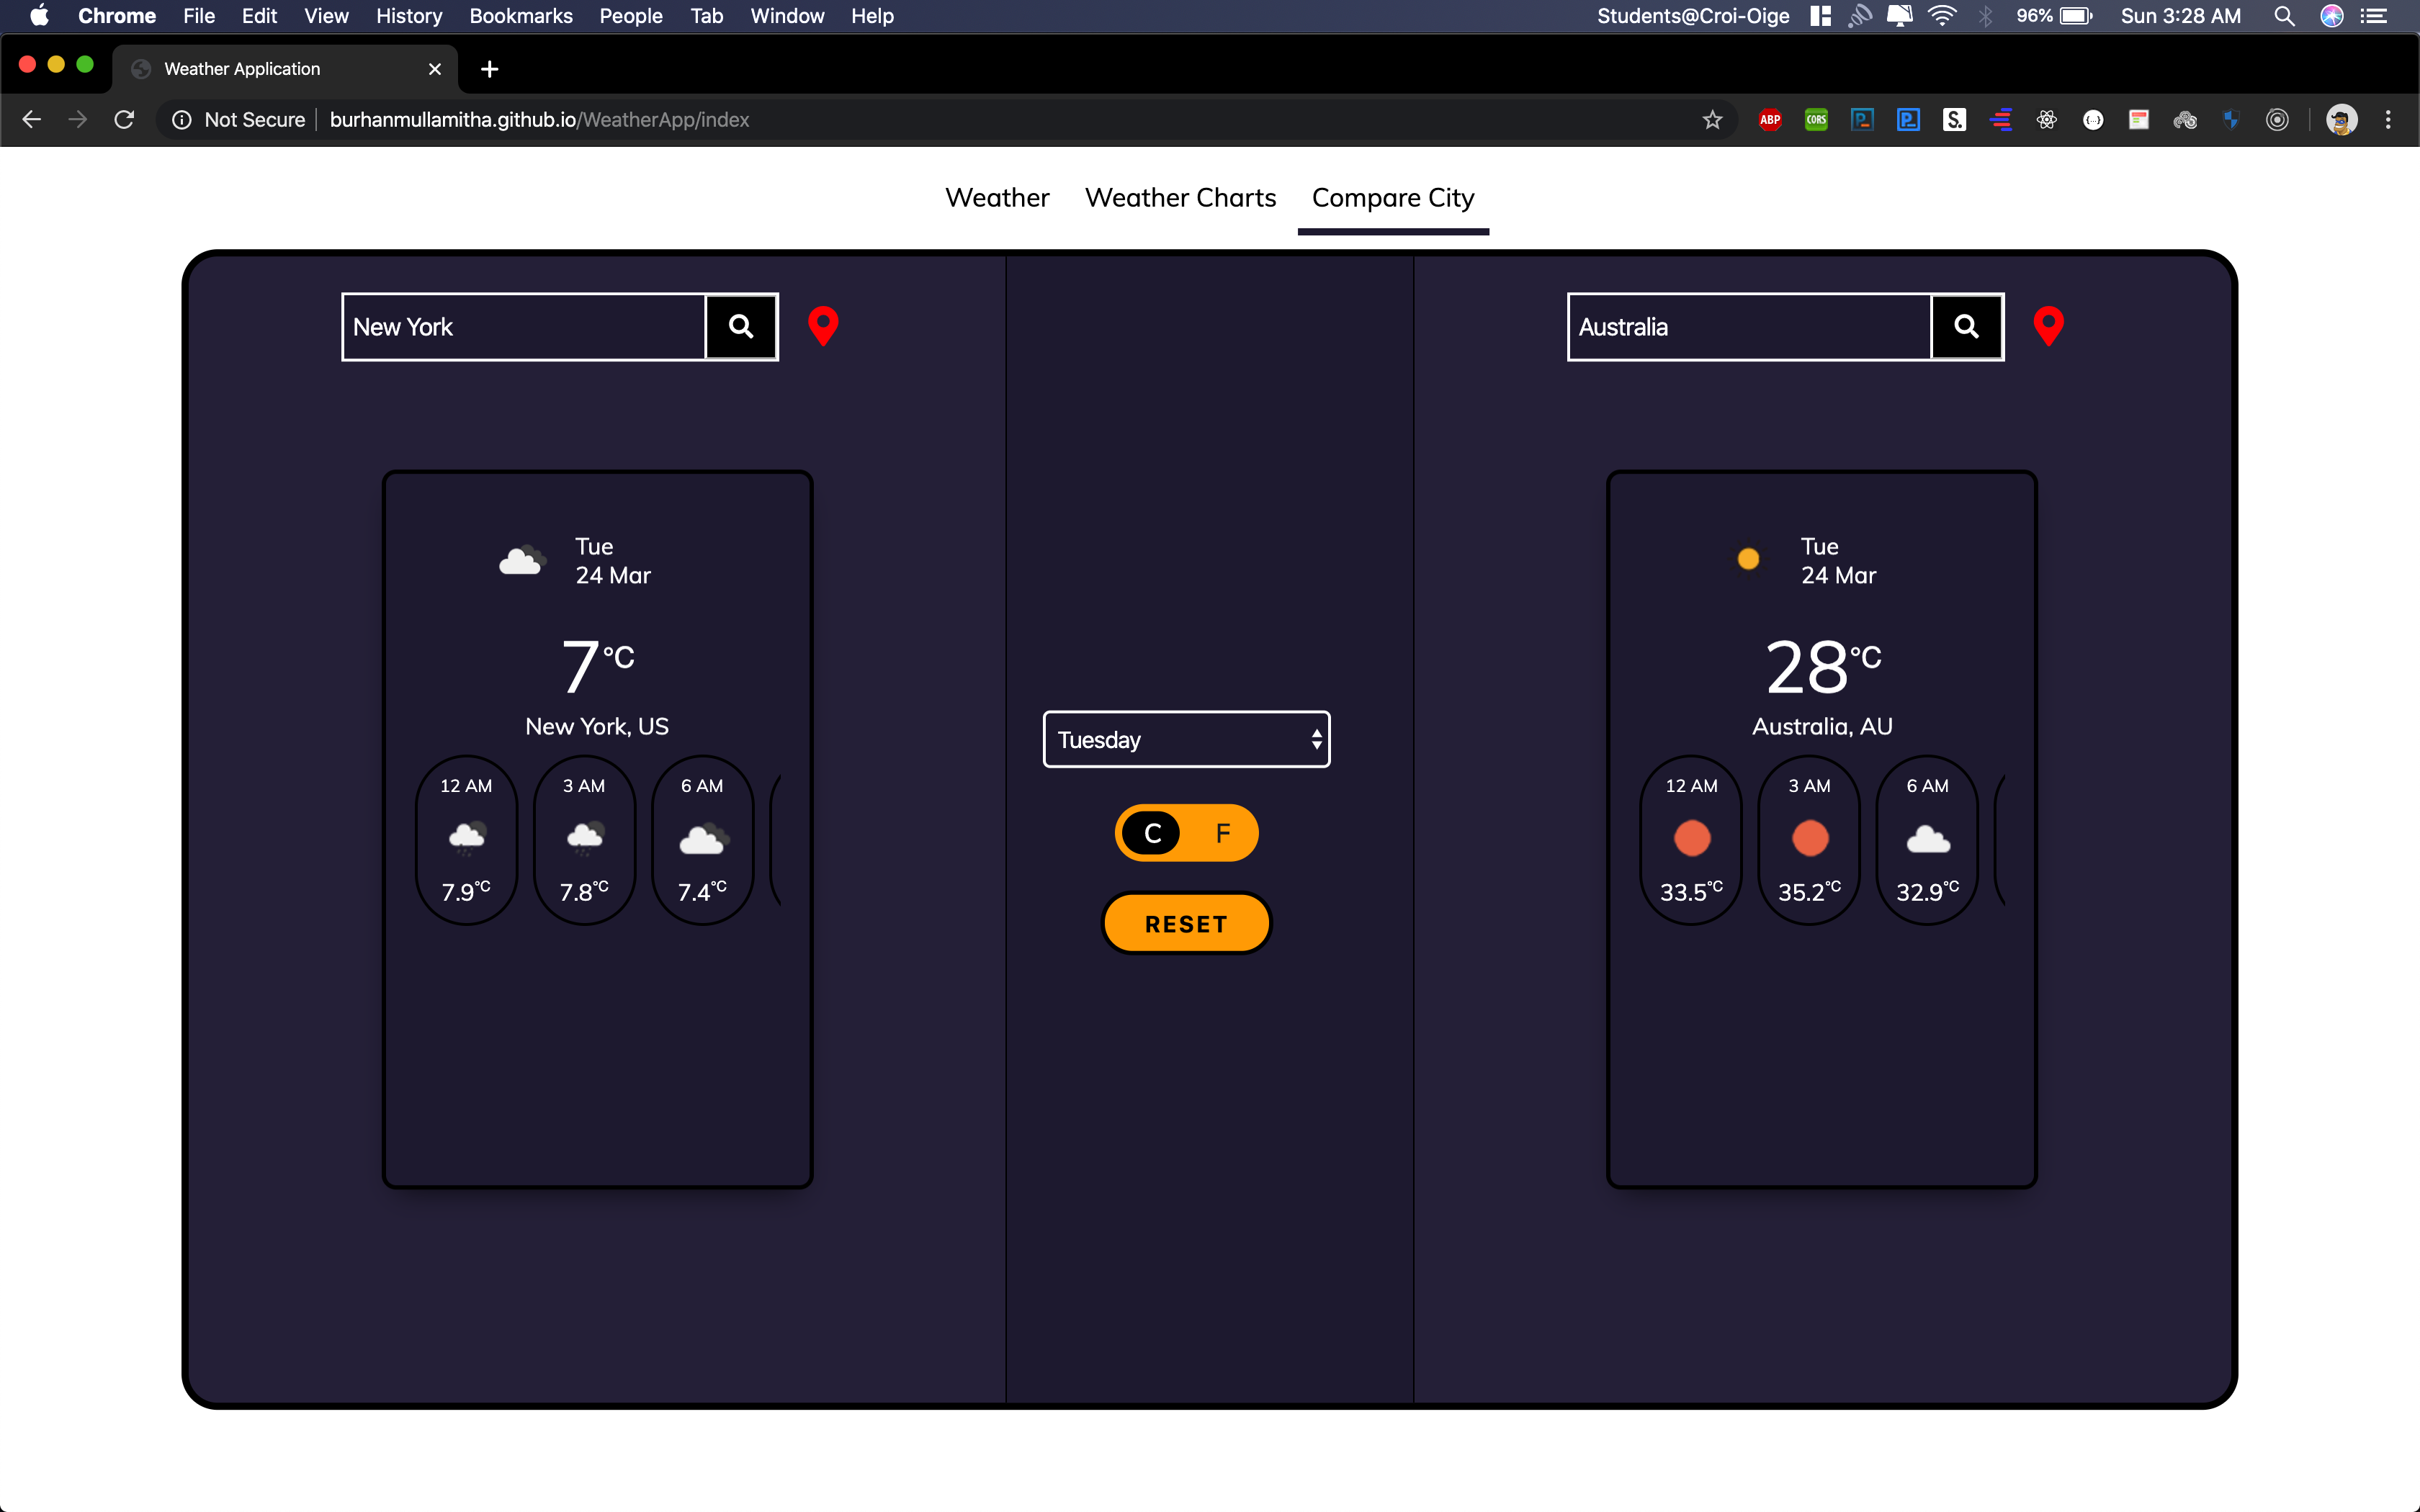 Chrome File Edit View History Bookmarks People Tab Window Help Students@Croi-Oige 96% Sun 3:28 AM
Weather Application
Not Secure burhanmullamitha.github.io/WeatherApp/index ABP CORS P P S.
Weather Weather Charts Compare City
New York
Australia
Tue
24 Mar
7°C
New York, US
12 AM 3 AM 6 AM
7.9°C 7.8°C 7.4°C
Tuesday
C F
RESET
Tue
24 Mar
28°C
Australia, AU
12 AM 3 AM 6 AM
33.5°C 35.2°C 32.9°C